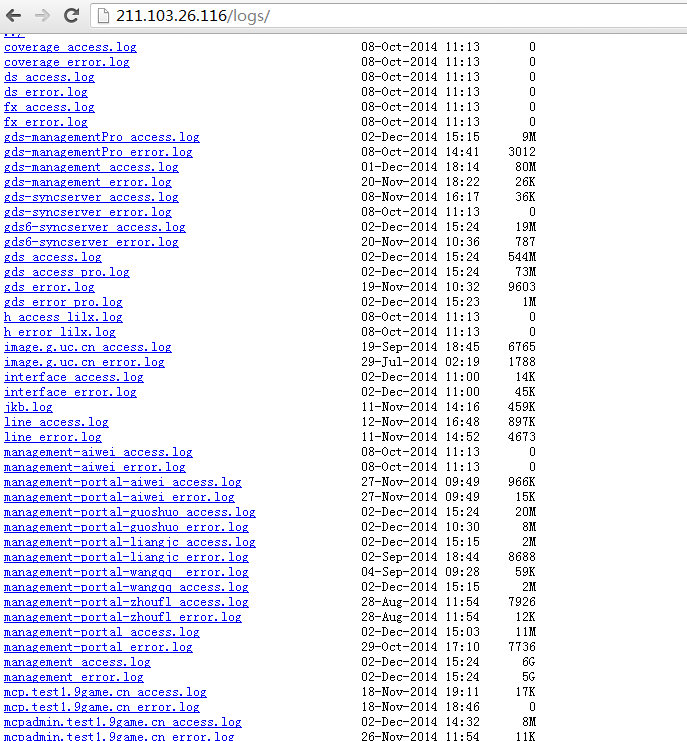 211.103.26.116/logs/
../
coverage_access.log 08-Oct-2014 11:13 0
coverage_error.log 08-Oct-2014 11:13 0
ds_access.log 08-Oct-2014 11:13 0
ds_error.log 08-Oct-2014 11:13 0
fx_access.log 08-Oct-2014 11:13 0
fx_error.log 08-Oct-2014 11:13 0
gds-managementPro_access.log 02-Dec-2014 15:15 9M
gds-managementPro_error.log 08-Oct-2014 14:41 3012
gds-management_access.log 01-Dec-2014 18:14 80M
gds-management_error.log 20-Nov-2014 18:22 26K
gds-syncserver_access.log 08-Nov-2014 16:17 36K
gds-syncserver_error.log 08-Oct-2014 11:13 0
gds6-syncserver_access.log 02-Dec-2014 15:24 19M
gds6-syncserver_error.log 20-Nov-2014 10:36 787
gds_access.log 02-Dec-2014 15:24 544M
gds_access_pro.log 02-Dec-2014 15:24 73M
gds_error.log 19-Nov-2014 10:32 9603
gds_error_pro.log 02-Dec-2014 15:23 1M
h_access_lilx.log 08-Oct-2014 11:13 0
h_error_lilx.log 08-Oct-2014 11:13 0
image.g.uc.cn_access.log 19-Sep-2014 18:45 6765
image.g.uc.cn_error.log 29-Jul-2014 02:19 1788
interface_access.log 02-Dec-2014 11:00 14K
interface_error.log 02-Dec-2014 11:00 45K
jkb.log 11-Nov-2014 14:16 459K
line_access.log 12-Nov-2014 16:48 897K
line_error.log 11-Nov-2014 14:52 4673
management-aiwei_access.log 08-Oct-2014 11:13 0
management-aiwei_error.log 08-Oct-2014 11:13 0
management-portal-aiwei_access.log 27-Nov-2014 09:49 966K
management-portal-aiwei_error.log 27-Nov-2014 09:49 15K
management-portal-guoshuo_access.log 02-Dec-2014 15:24 20M
management-portal-guoshuo_error.log 02-Dec-2014 10:30 8M
management-portal-liangjc_access.log 02-Dec-2014 15:15 2M
management-portal-liangjc_error.log 02-Sep-2014 18:44 8688
management-portal-wangqq__error.log 04-Sep-2014 09:28 59K
management-portal-wangqq_access.log 02-Dec-2014 15:15 2M
management-portal-zhoufl_access.log 28-Aug-2014 11:54 7926
management-portal-zhoufl_error.log 28-Aug-2014 11:54 12K
management-portal_access.log 02-Dec-2014 15:03 11M
management-portal_error.log 29-Oct-2014 17:10 7736
management_access.log 02-Dec-2014 15:24 6G
management_error.log 02-Dec-2014 15:24 5G
mcp.test1.9game.cn_access.log 18-Nov-2014 19:11 17K
mcp.test1.9game.cn_error.log 18-Nov-2014 18:46 0
mcpadmin.test1.9game.cn_access.log 02-Dec-2014 14:32 8M
mcpadmin.test1.9game.cn_error.log 26-Nov-2014 11:54 11K